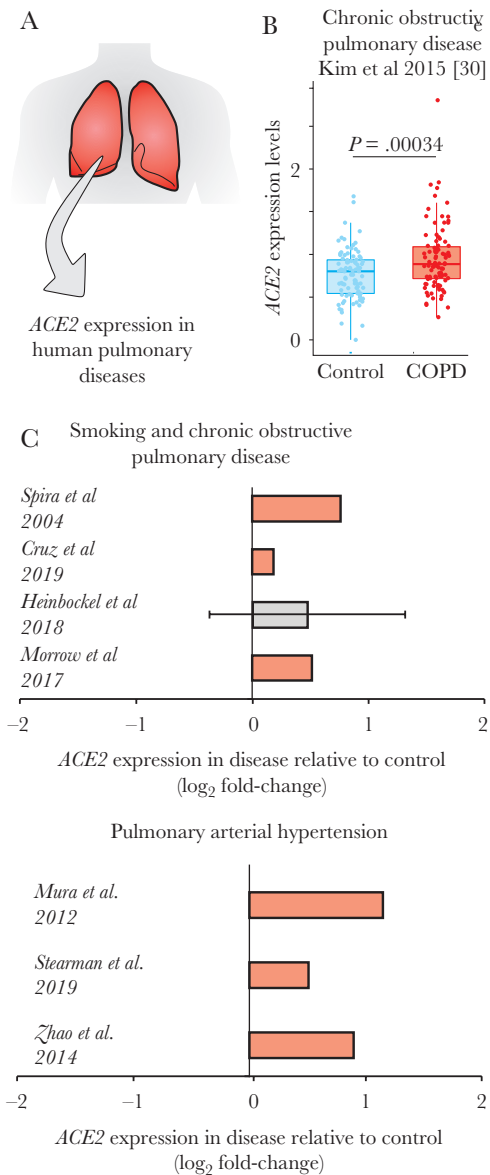 A
ACE2 expression in
human pulmonary
diseases
B
Chronic obstructiv
e
pulmonary disease
Kim et al 2015 [30]
P = .00034
ACE2 expression levels
2
0
Control
COPD
C
Smoking and chronic obstructive
pulmonary disease
Spira et al
2004
Cruz et al
2019
Heinbockel et al
2018
Morrow et al
2017
−2
−1
0
1
2
ACE2 expression in disease relative to control
(log₂ fold-change)
Pulmonary arterial hypertension
Mura et al.
2012
Stearman et al.
2019
Zhao et al.
2014
−2
−1
0
1
2
ACE2 expression in disease relative to control
(log₂ fold-change)